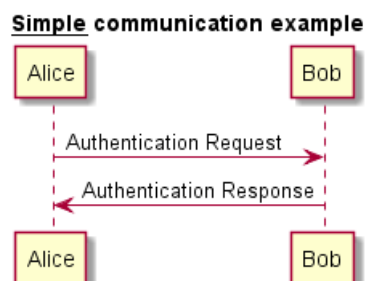 Simple communication example
Alice Bob
Authentication Request
Authentication Response
Alice Bob